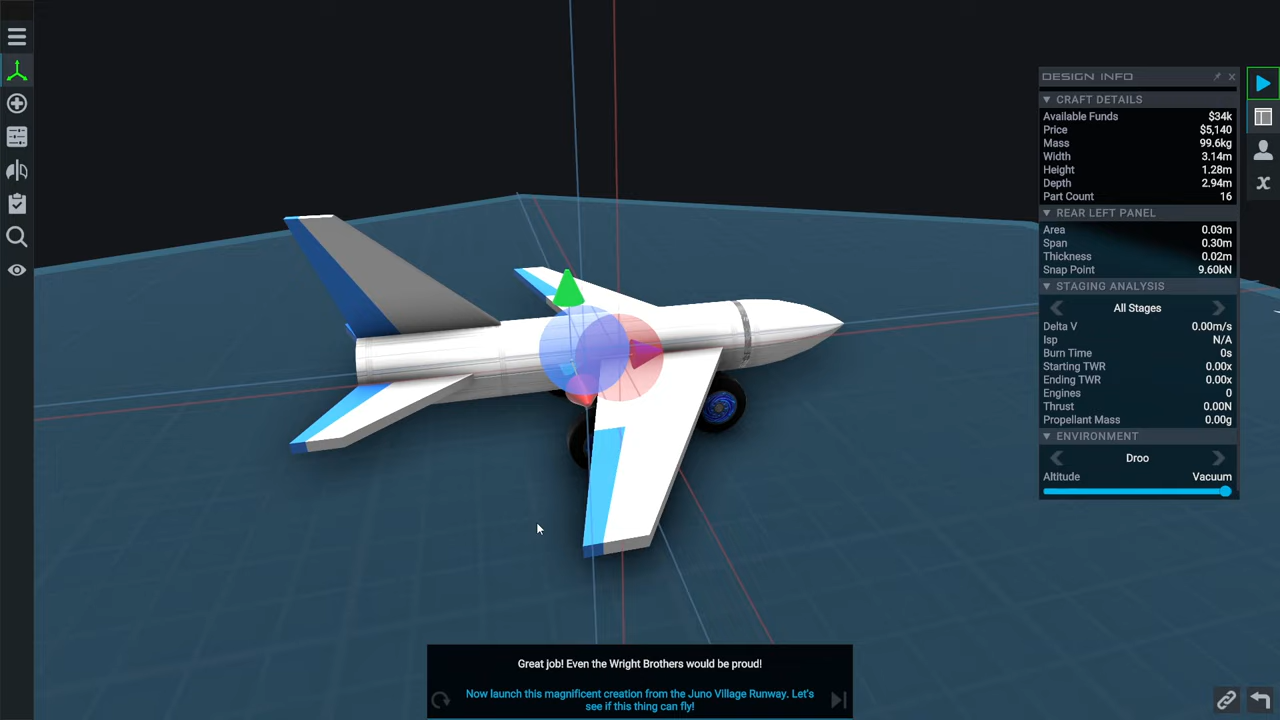 DESIGN INFO
CRAFT DETAILS
Available Funds $34k
Price $5,140
Mass 99.6kg
Width 3.14m
Height 1.28m
Depth 2.94m
Part Count 16
REAR LEFT PANEL
Area 0.03m
Span 0.30m
Thickness 0.02m
Snap Point 9.60kN
STAGING ANALYSIS
All Stages
Delta V 0.00m/s
Isp N/A
Burn Time 0s
Starting TWR 0.00x
Ending TWR 0.00x
Engines 0
Thrust 0.00N
Propellant Mass 0.00g
ENVIRONMENT
Droo
Altitude Vacuum
Great job! Even the Wright Brothers would be proud!
Now launch this magnificent creation from the Juno Village Runway. Let's
see if this thing can fly!